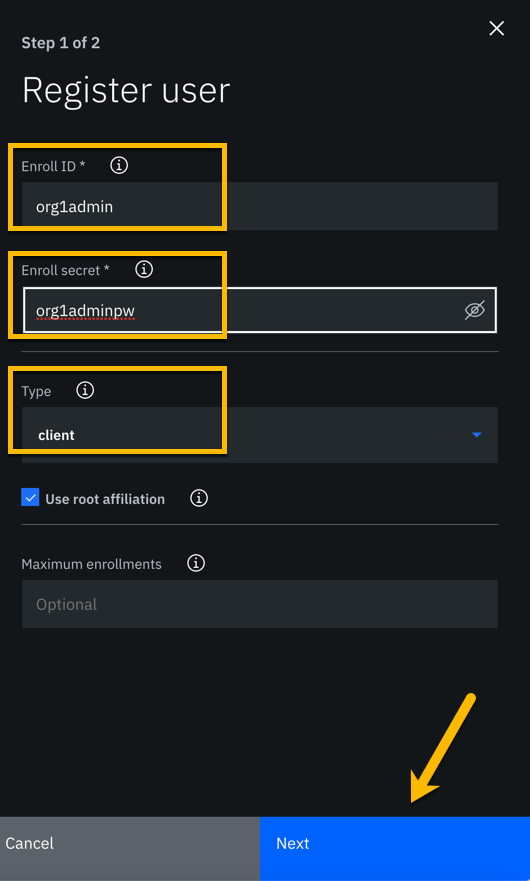 Step 1 of 2
Register user
Enroll ID *
org1admin
Enroll secret *
org1adminpw
Type
client
Use root affiliation
Maximum enrollments
Optional
Cancel
Next